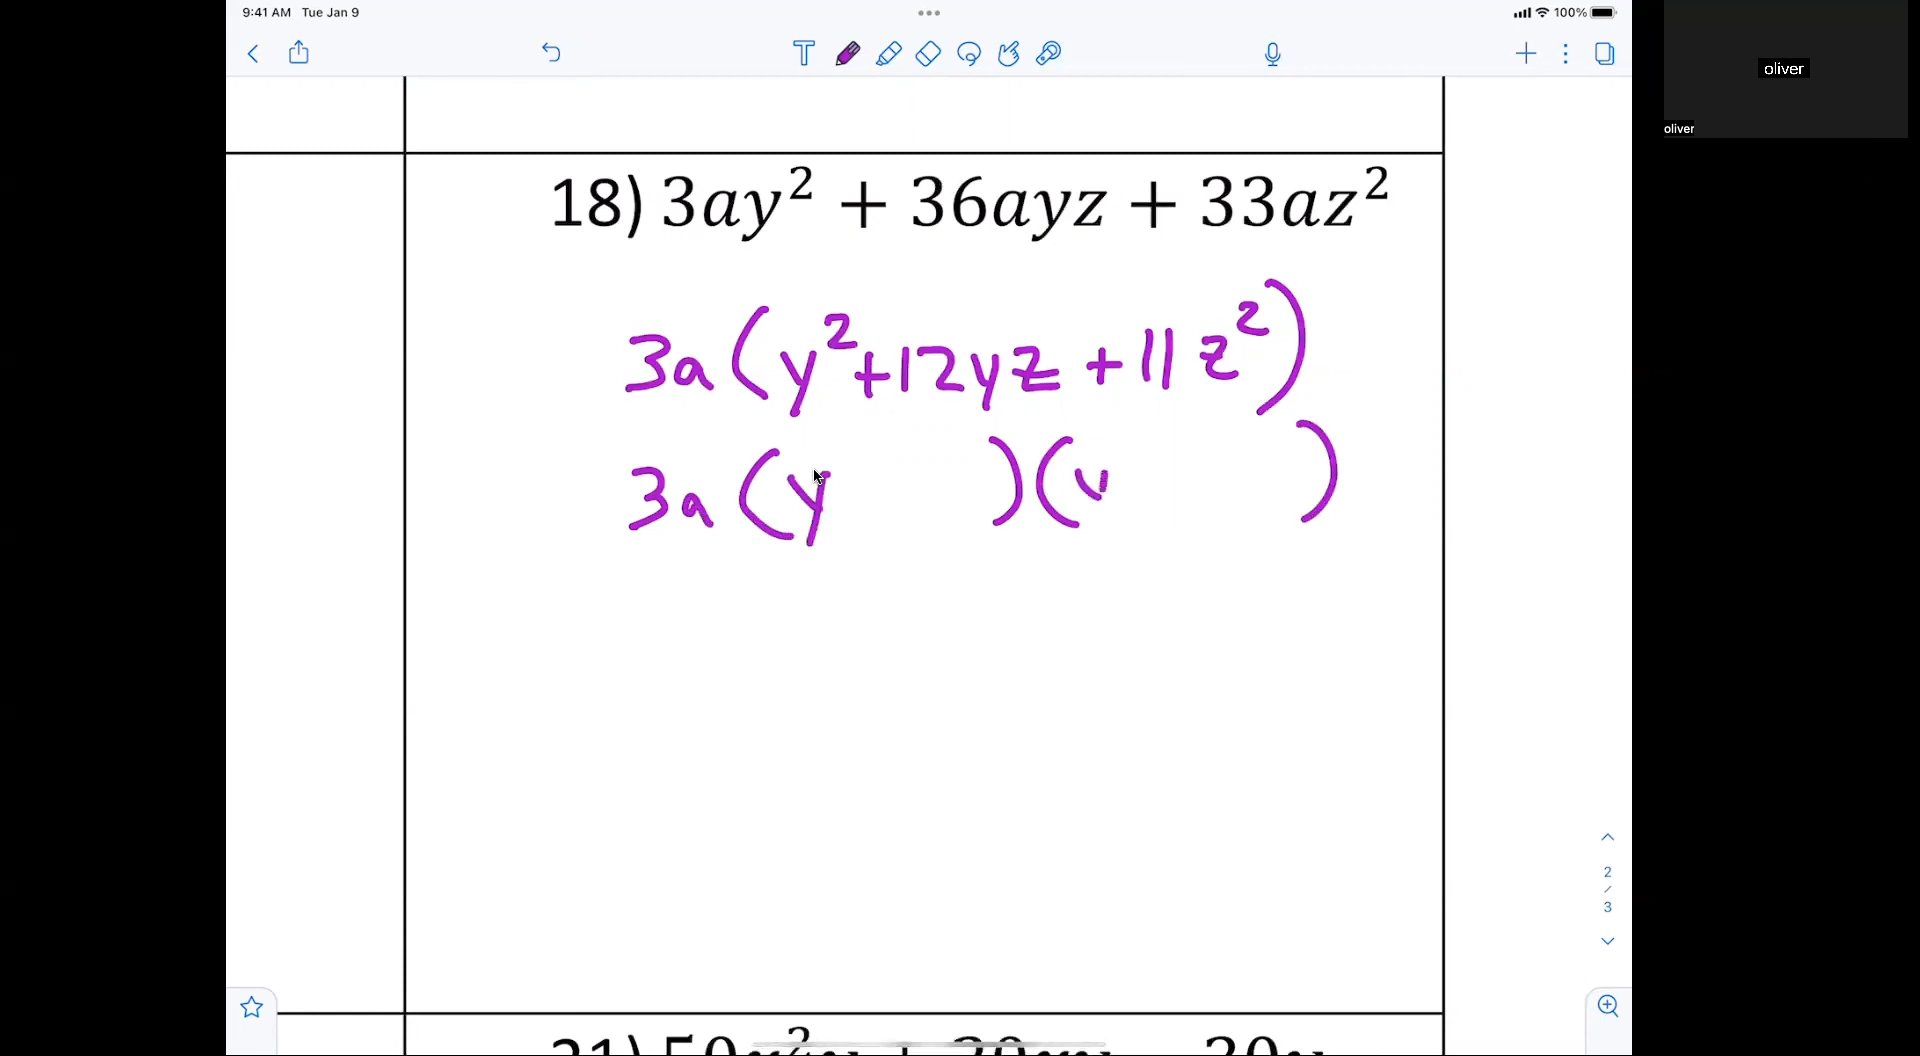 9:41 AM Tue Jan 9
100%
oliver
oliver
18) 3ay² + 36ayz + 33az²
3a(y²+12yz+11z²)
3a(y )(y )
2
/
3